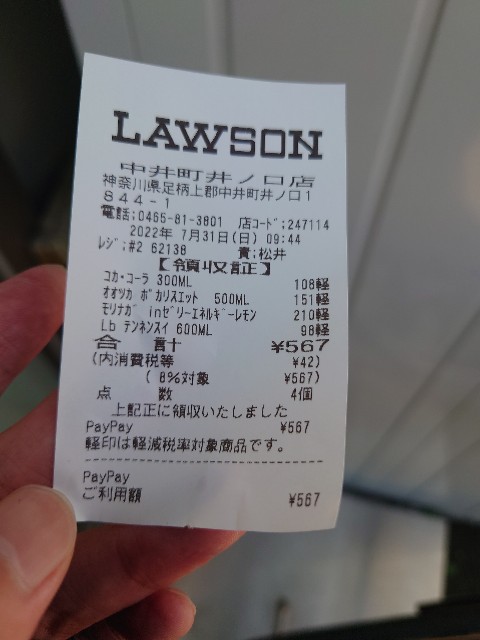 LAWSON
中井町井ノ口店
神奈川県足柄上郡中井町井ノ口1
844-1
電話;0465-81-3801 店コード;247114
2022年 7月31日(日) 09:44
レジ;#2 62138 責;松井
【領収証】
コカ・コーラ 300ML 108軽
オオツカ ポカリスエット 500ML 151軽
モリナガ inゼリーエネルギーレモン 210軽
Lb テンネンスイ 600ML 98軽
合 計 ¥567
(内消費税等 ¥42)
( 8%対象 ¥567)
点 数 4個
上記正に領収いたしました
PayPay ¥567
軽印は軽減税率対象商品です。
PayPay
ご利用額 ¥567